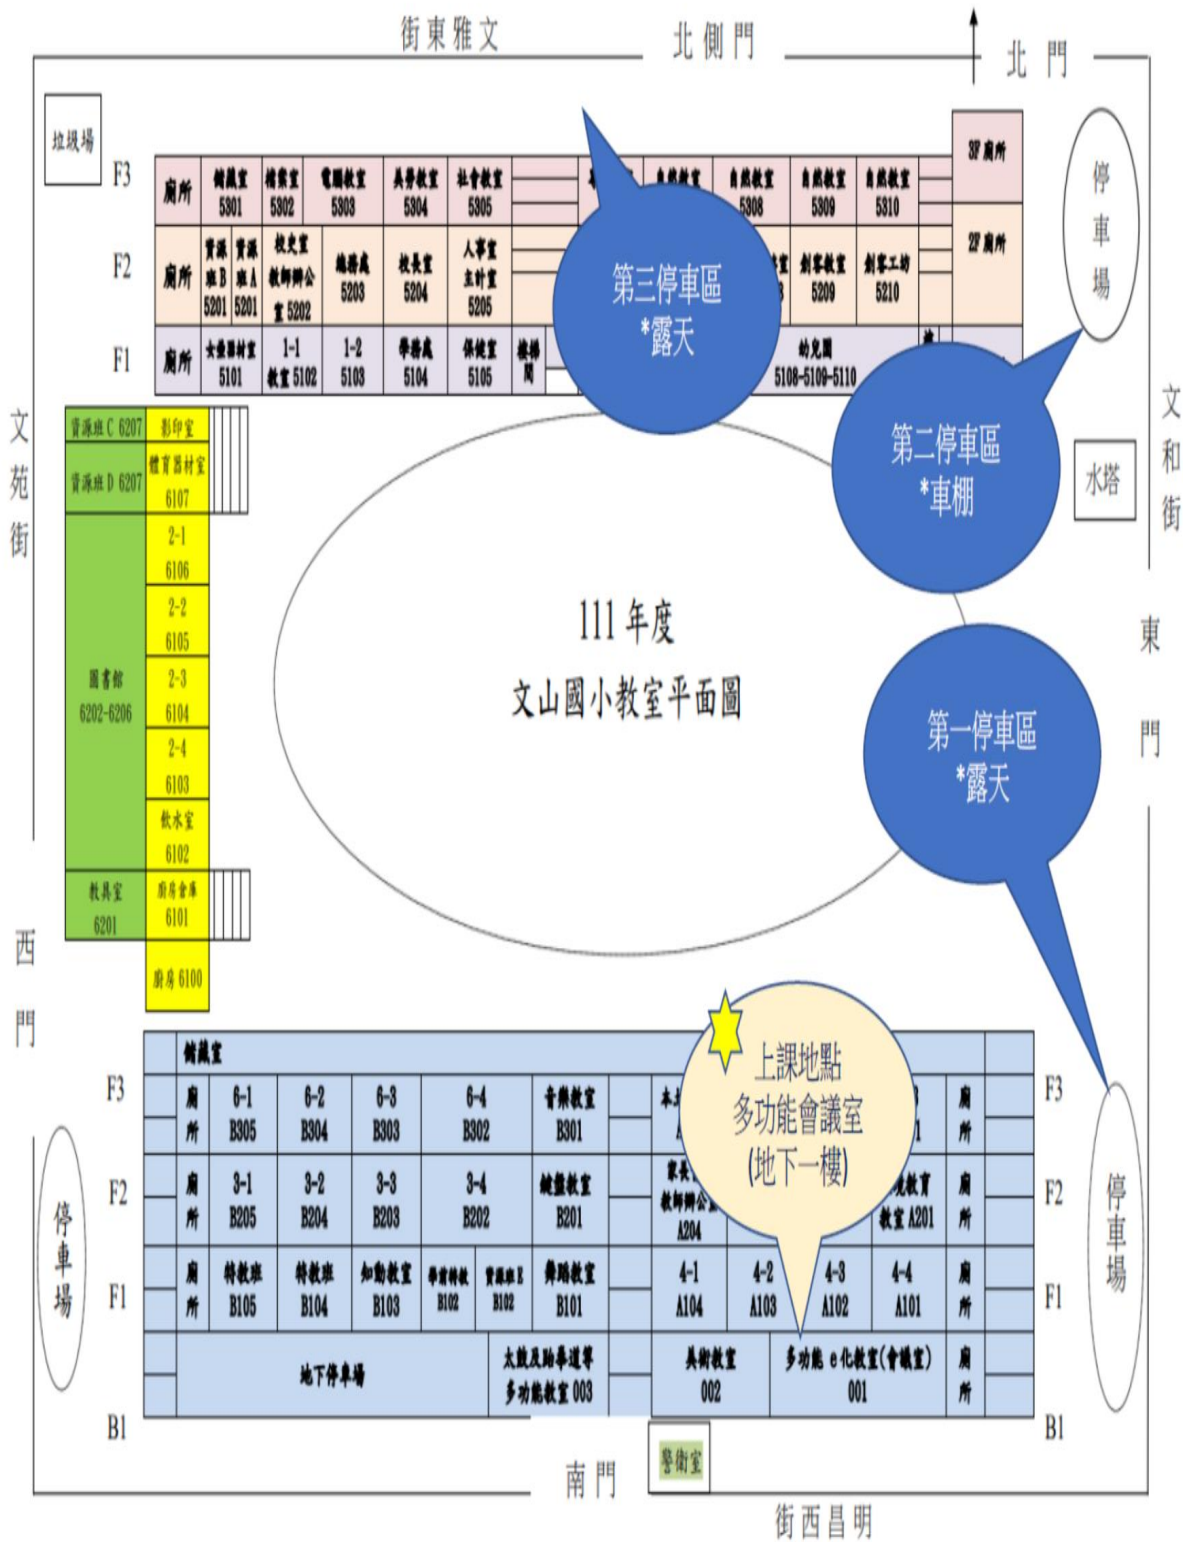 街東雅文
北側門
北門
垃圾場
F3
廁所
儲藏室
5301
檔案室
5302
電腦教室
5303
美勞教室
5304
社會教室
5305
自然教室
5308
自然教室
5309
自然教室
5310
3F 廁所
停車場
F2
廁所
資源
班 B
5201
資源
班 A
5201
校史室
教師辦公
室 5202
總務處
5203
校長室
5204
人事室
主計室
5205
創客教室
5209
創客工坊
5210
2F 廁所
第三停車區
*露天
F1
廁所
5101
1-1
教室 5102
1-2
5103
學務處
5104
保健室
5105
樓梯
間
幼兒園
5108-5109-5110
文苑街
文和街
資源班 C 6207
影印室
資源班 D 6207
體育器材室
6107
第二停車區
*車棚
水塔
2-1
6106
2-2
6105
圖書館
6202-6206
2-3
6104
2-4
6103
飲水室
6102
教具室
6201
廚房倉庫
6101
廚房 6100
111 年度
文山國小教室平面圖
東門
第一停車區
*露天
西門
儲藏室
上課地點
多功能會議室
(地下一樓)
F3
廁所
6-1
B305
6-2
B304
6-3
B303
6-4
B302
音樂教室
B301
廁所
F3
F2
廁所
3-1
B205
3-2
B204
3-3
B203
3-4
B202
鍵盤教室
B201
教師辦公室
A204
教室 A201
廁所
F2
停車場
停車場
F1
廁所
特教班
B105
特教班
B104
知動教室
B103
學前特教
B102
資源班 E
B102
舞蹈教室
B101
4-1
A104
4-2
A103
4-3
A102
4-4
A101
廁所
F1
地下停車場
太鼓及跆拳道等
多功能教室 003
美術教室
002
多功能 e 化教室(會議室)
001
廁所
B1
B1
南門
警衛室
街西昌明